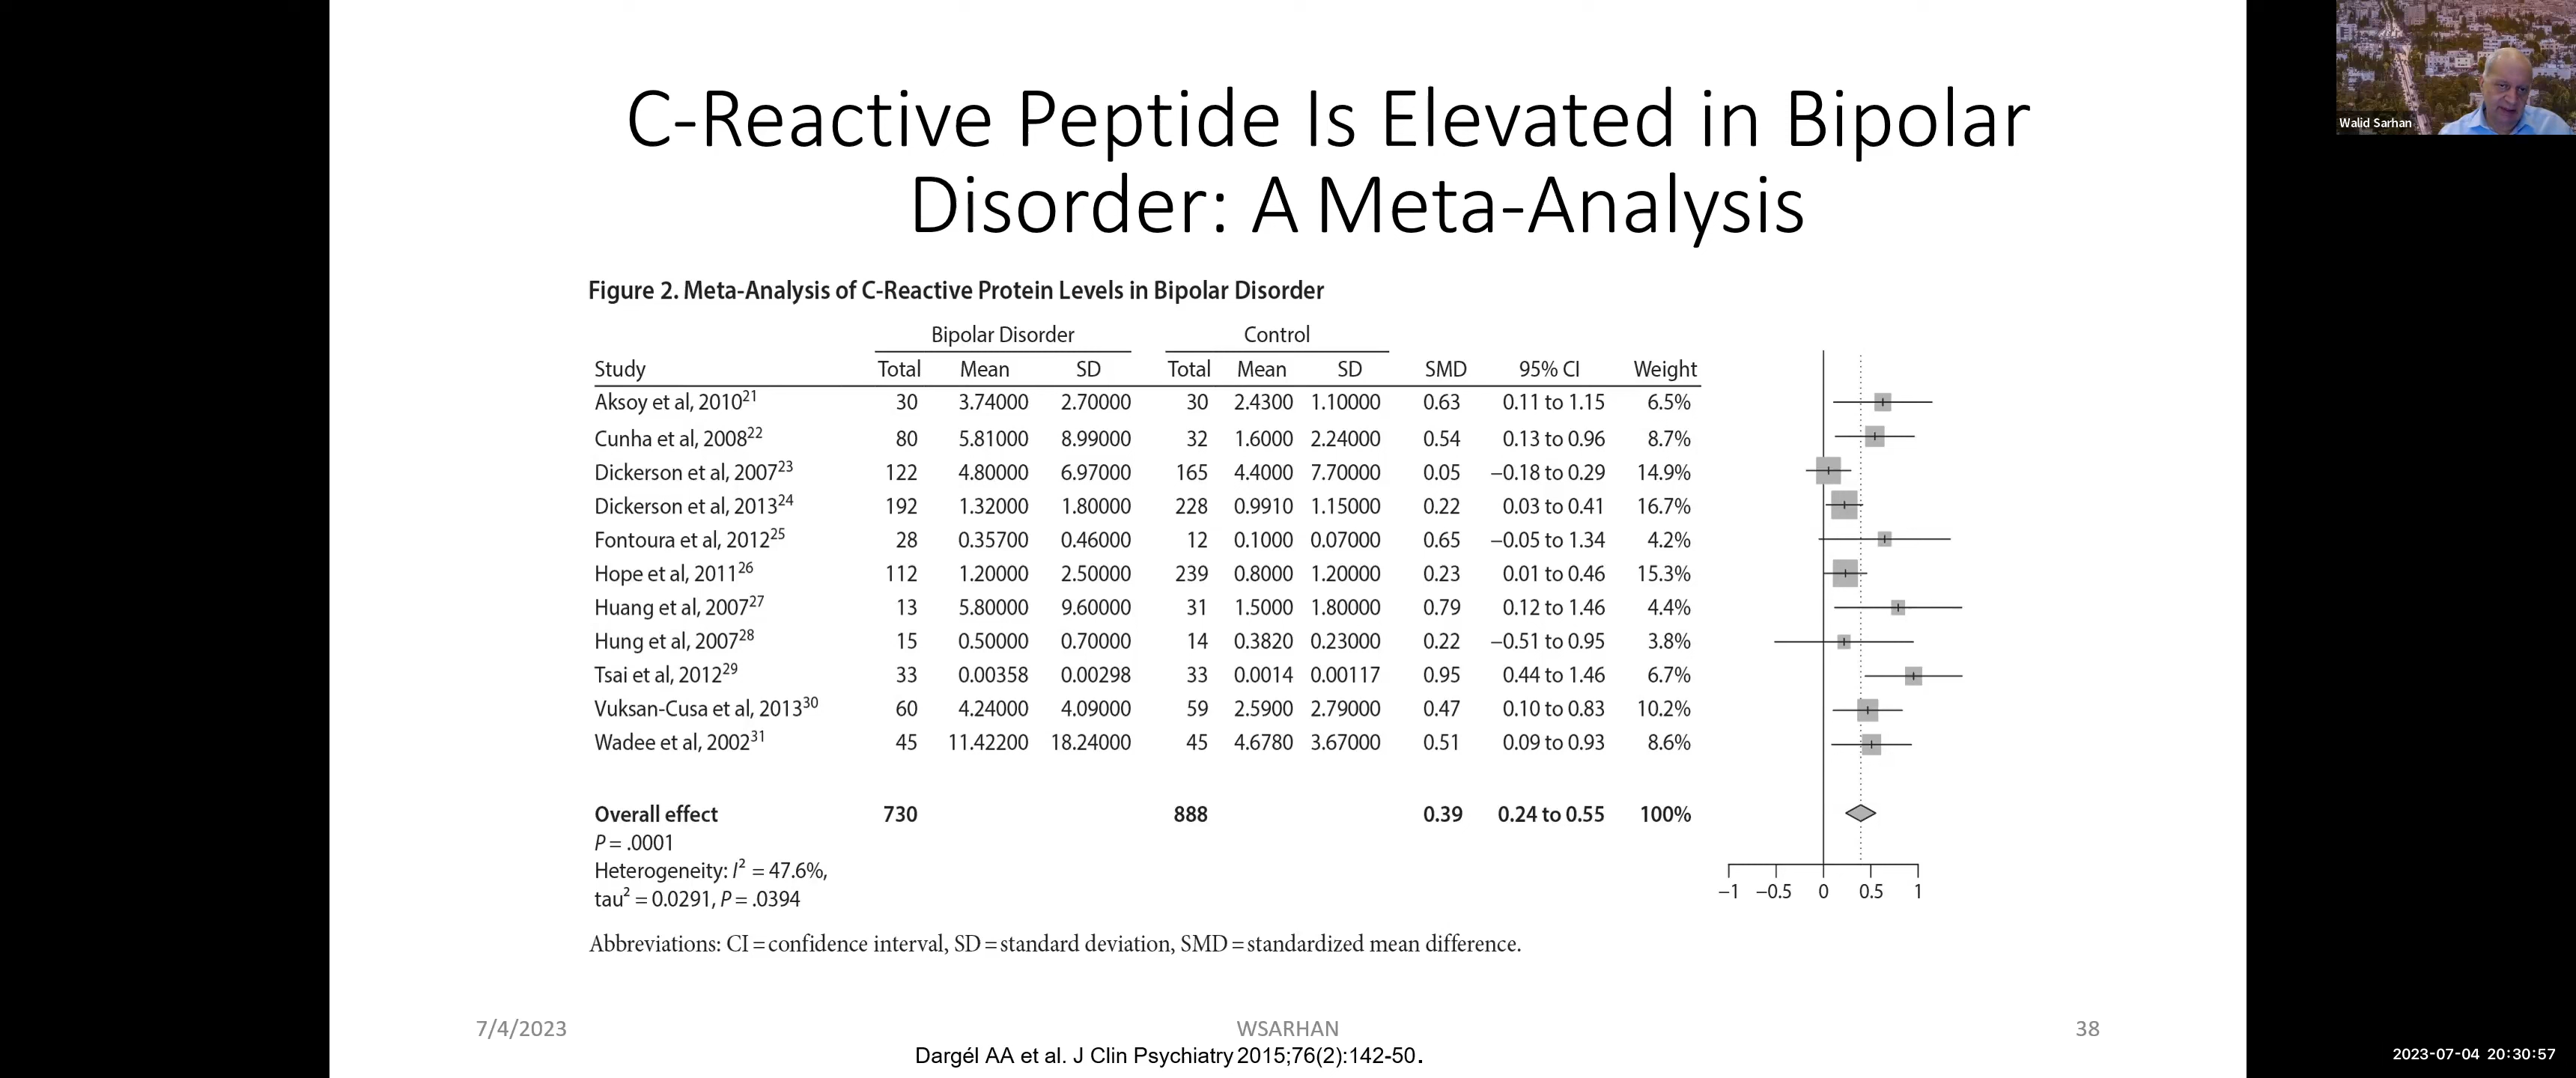 C-Reactive Peptide Is Elevated in Bipolar
Disorder: A Meta-Analysis
Walid Sarhan
Figure 2. Meta-Analysis of C-Reactive Protein Levels in Bipolar Disorder
Bipolar Disorder Control
Study Total Mean SD Total Mean SD SMD 95% CI Weight
Aksoy et al, 2010²¹ 30 3.74000 2.70000 30 2.4300 1.10000 0.63 0.11 to 1.15 6.5%
Cunha et al, 2008²² 80 5.81000 8.99000 32 1.6000 2.24000 0.54 0.13 to 0.96 8.7%
Dickerson et al, 2007²³ 122 4.80000 6.97000 165 4.4000 7.70000 0.05 −0.18 to 0.29 14.9%
Dickerson et al, 2013²⁴ 192 1.32000 1.80000 228 0.9910 1.15000 0.22 0.03 to 0.41 16.7%
Fontoura et al, 2012²⁵ 28 0.35700 0.46000 12 0.1000 0.07000 0.65 −0.05 to 1.34 4.2%
Hope et al, 2011²⁶ 112 1.20000 2.50000 239 0.8000 1.20000 0.23 0.01 to 0.46 15.3%
Huang et al, 2007²⁷ 13 5.80000 9.60000 31 1.5000 1.80000 0.79 0.12 to 1.46 4.4%
Hung et al, 2007²⁸ 15 0.50000 0.70000 14 0.3820 0.23000 0.22 −0.51 to 0.95 3.8%
Tsai et al, 2012²⁹ 33 0.00358 0.00298 33 0.0014 0.00117 0.95 0.44 to 1.46 6.7%
Vuksan-Cusa et al, 2013³⁰ 60 4.24000 4.09000 59 2.5900 2.79000 0.47 0.10 to 0.83 10.2%
Wadee et al, 2002³¹ 45 11.42200 18.24000 45 4.6780 3.67000 0.51 0.09 to 0.93 8.6%
Overall effect 730 888 0.39 0.24 to 0.55 100%
P = .0001
Heterogeneity: I² = 47.6%,
tau² = 0.0291, P = .0394
−1 −0.5 0 0.5 1
Abbreviations: CI = confidence interval, SD = standard deviation, SMD = standardized mean difference.
7/4/2023 WSARHAN 38
Dargél AA et al. J Clin Psychiatry 2015;76(2):142-50.
2023-07-04 20:30:57